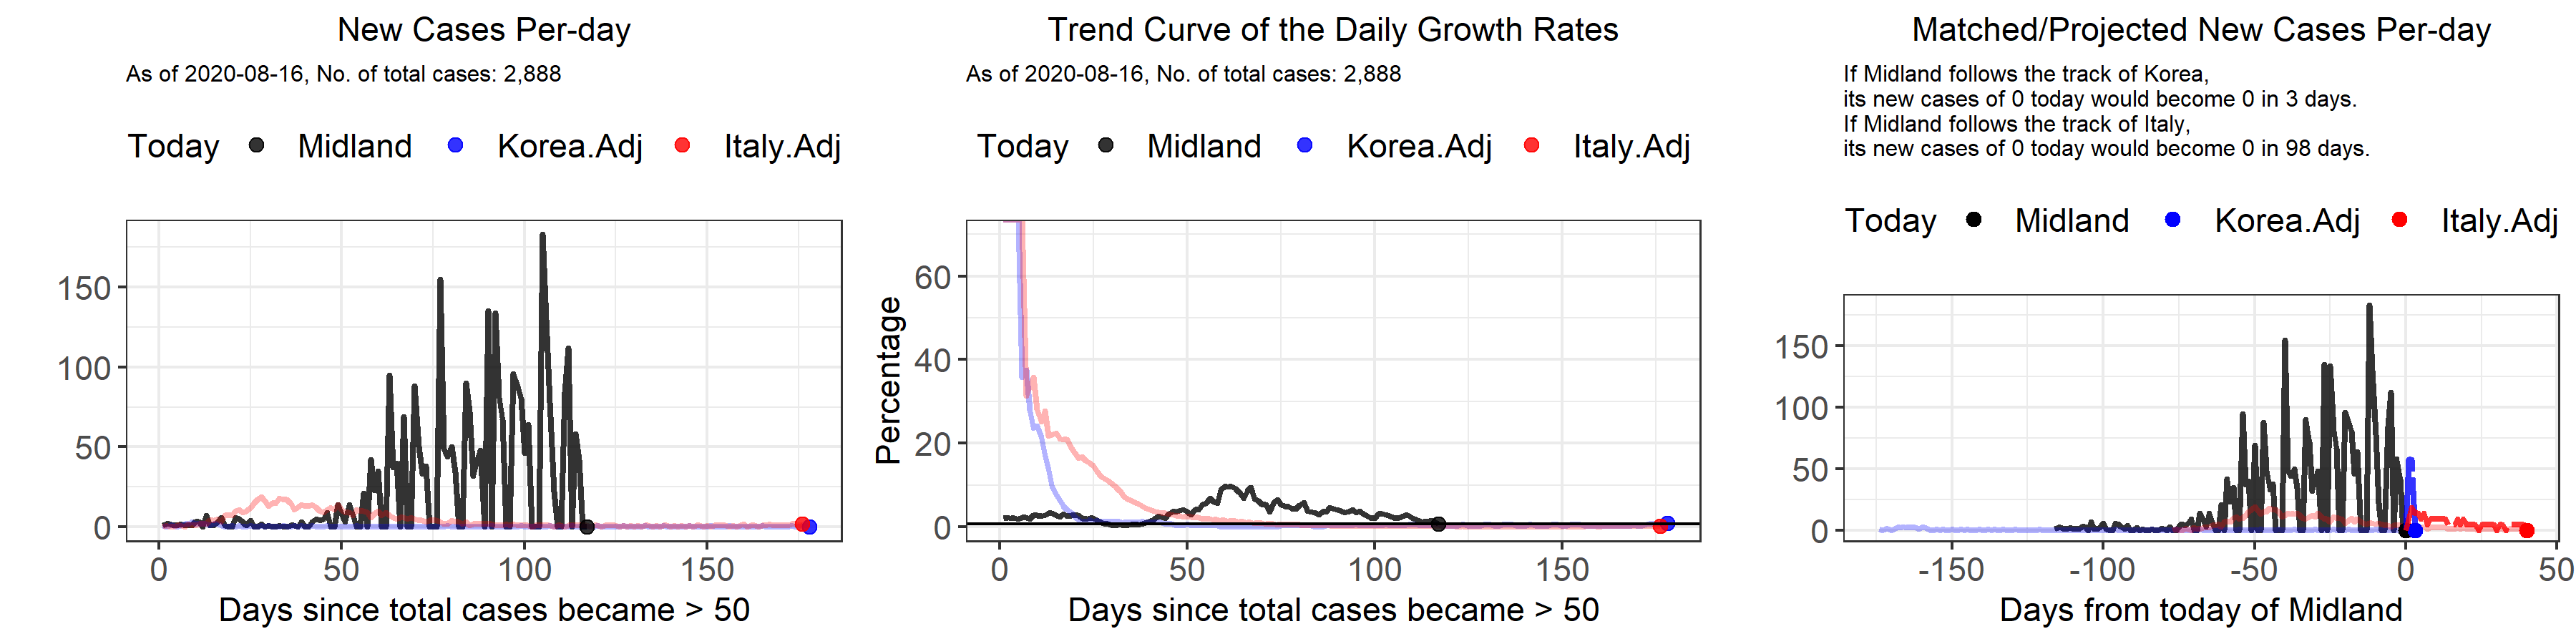 New Cases Per-day
As of 2020-08-16, No. of total cases: 2,888
Today Midland Korea.Adj Italy.Adj
150
100
50
0
0 50 100 150
Days since total cases became > 50
Trend Curve of the Daily Growth Rates
As of 2020-08-16, No. of total cases: 2,888
Today Midland Korea.Adj Italy.Adj
Percentage
60
40
20
0
0 50 100 150
Days since total cases became > 50
Matched/Projected New Cases Per-day
If Midland follows the track of Korea,
its new cases of 0 today would become 0 in 3 days.
If Midland follows the track of Italy,
its new cases of 0 today would become 0 in 98 days.
Today Midland Korea.Adj Italy.Adj
150
100
50
0
-150 -100 -50 0 50
Days from today of Midland